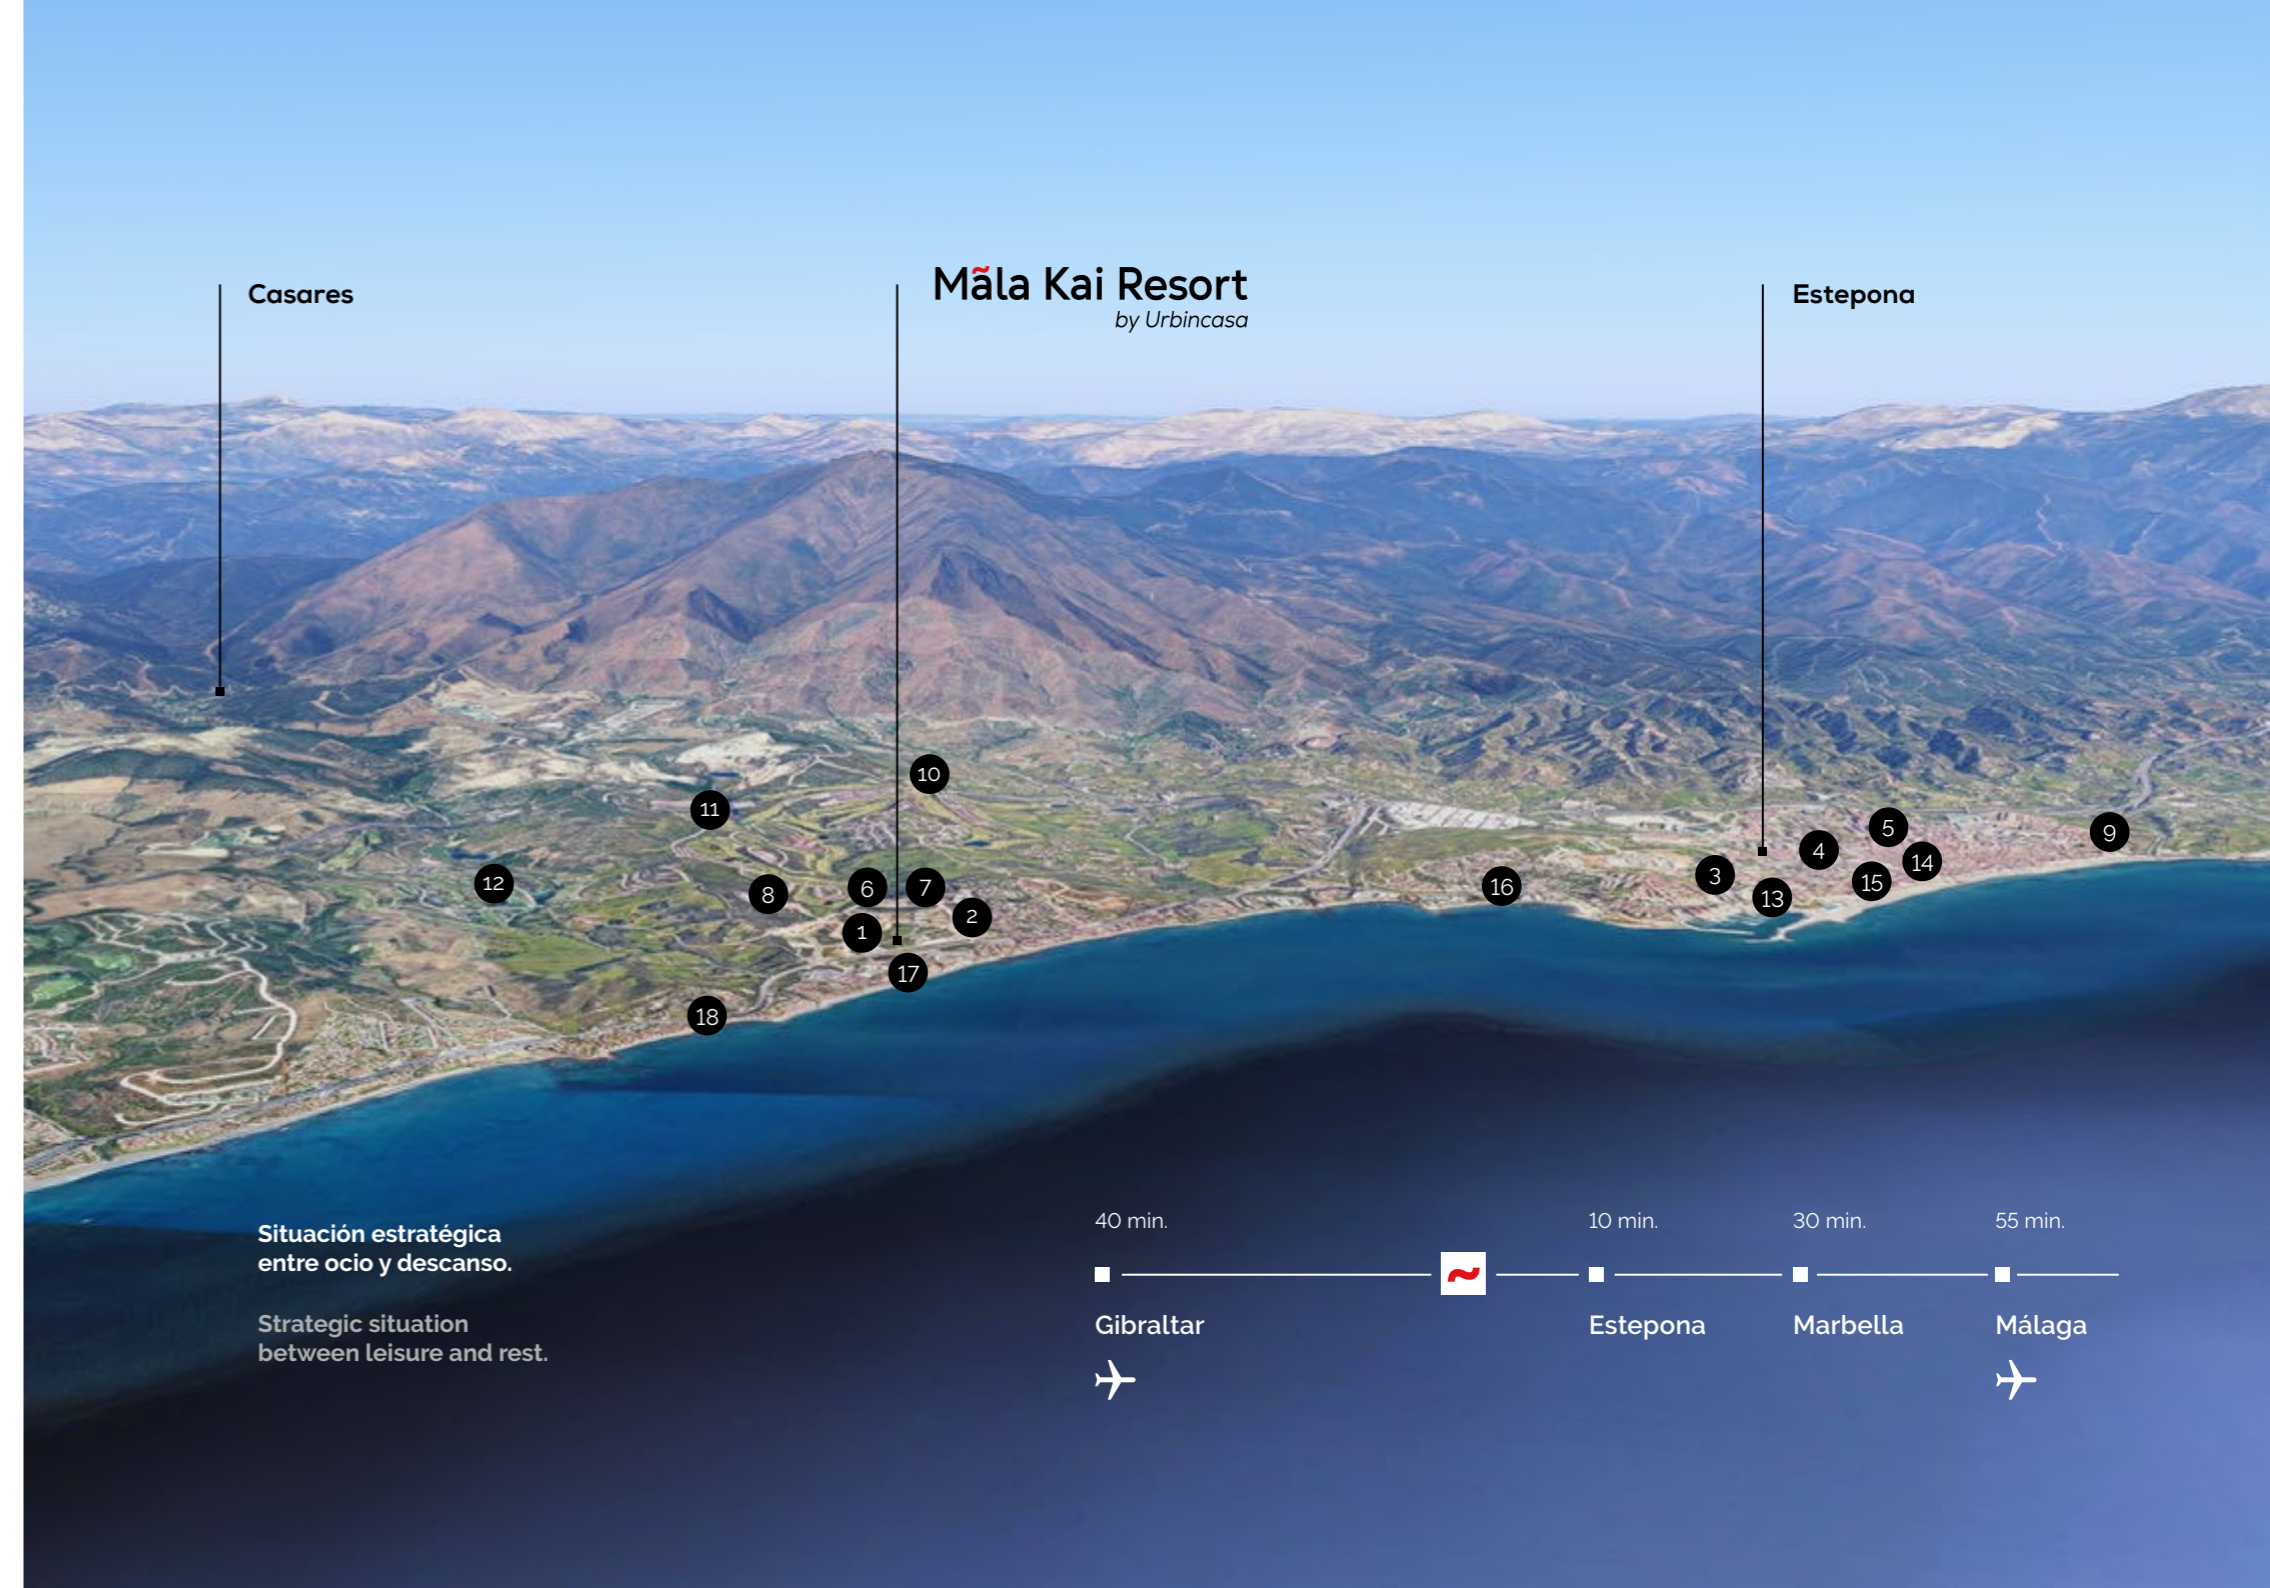 Casares
Mãla Kai Resort
by Urbincasa
Estepona
10
11
5
9
4
14
12
8
6
7
16
3
15
13
1
2
17
18
Situación estratégica
entre ocio y descanso.
Strategic situation
between leisure and rest.
40 min.
10 min.
30 min.
55 min.
~
Gibraltar
Estepona
Marbella
Málaga